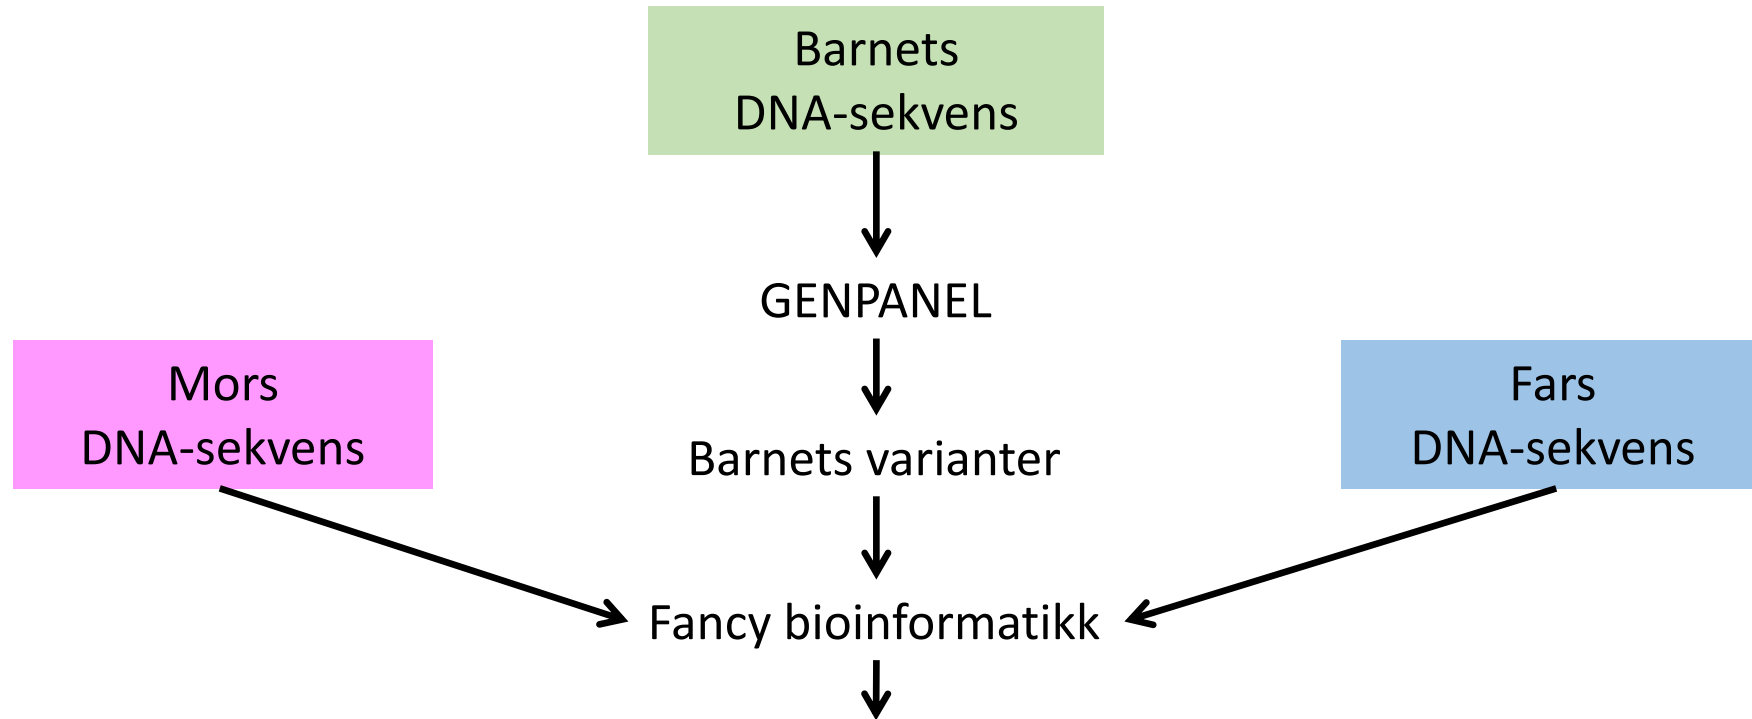 Barnets
DNA-sekvens
GENPANEL
Mors
DNA-sekvens
Barnets varianter
Fars
DNA-sekvens
Fancy bioinformatikk